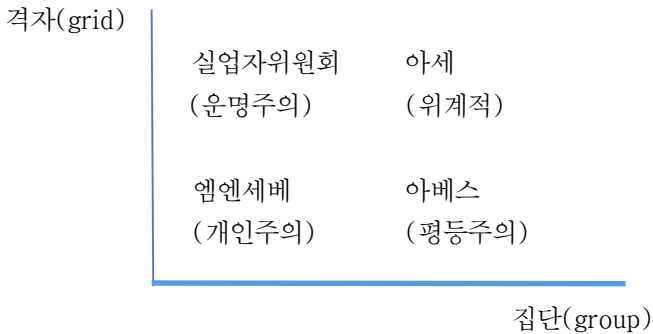 격자(grid)
실업자위원회 아세
(운명주의) (위계적)
엠엔세베 아베스
(개인주의) (평등주의)
집단(group)